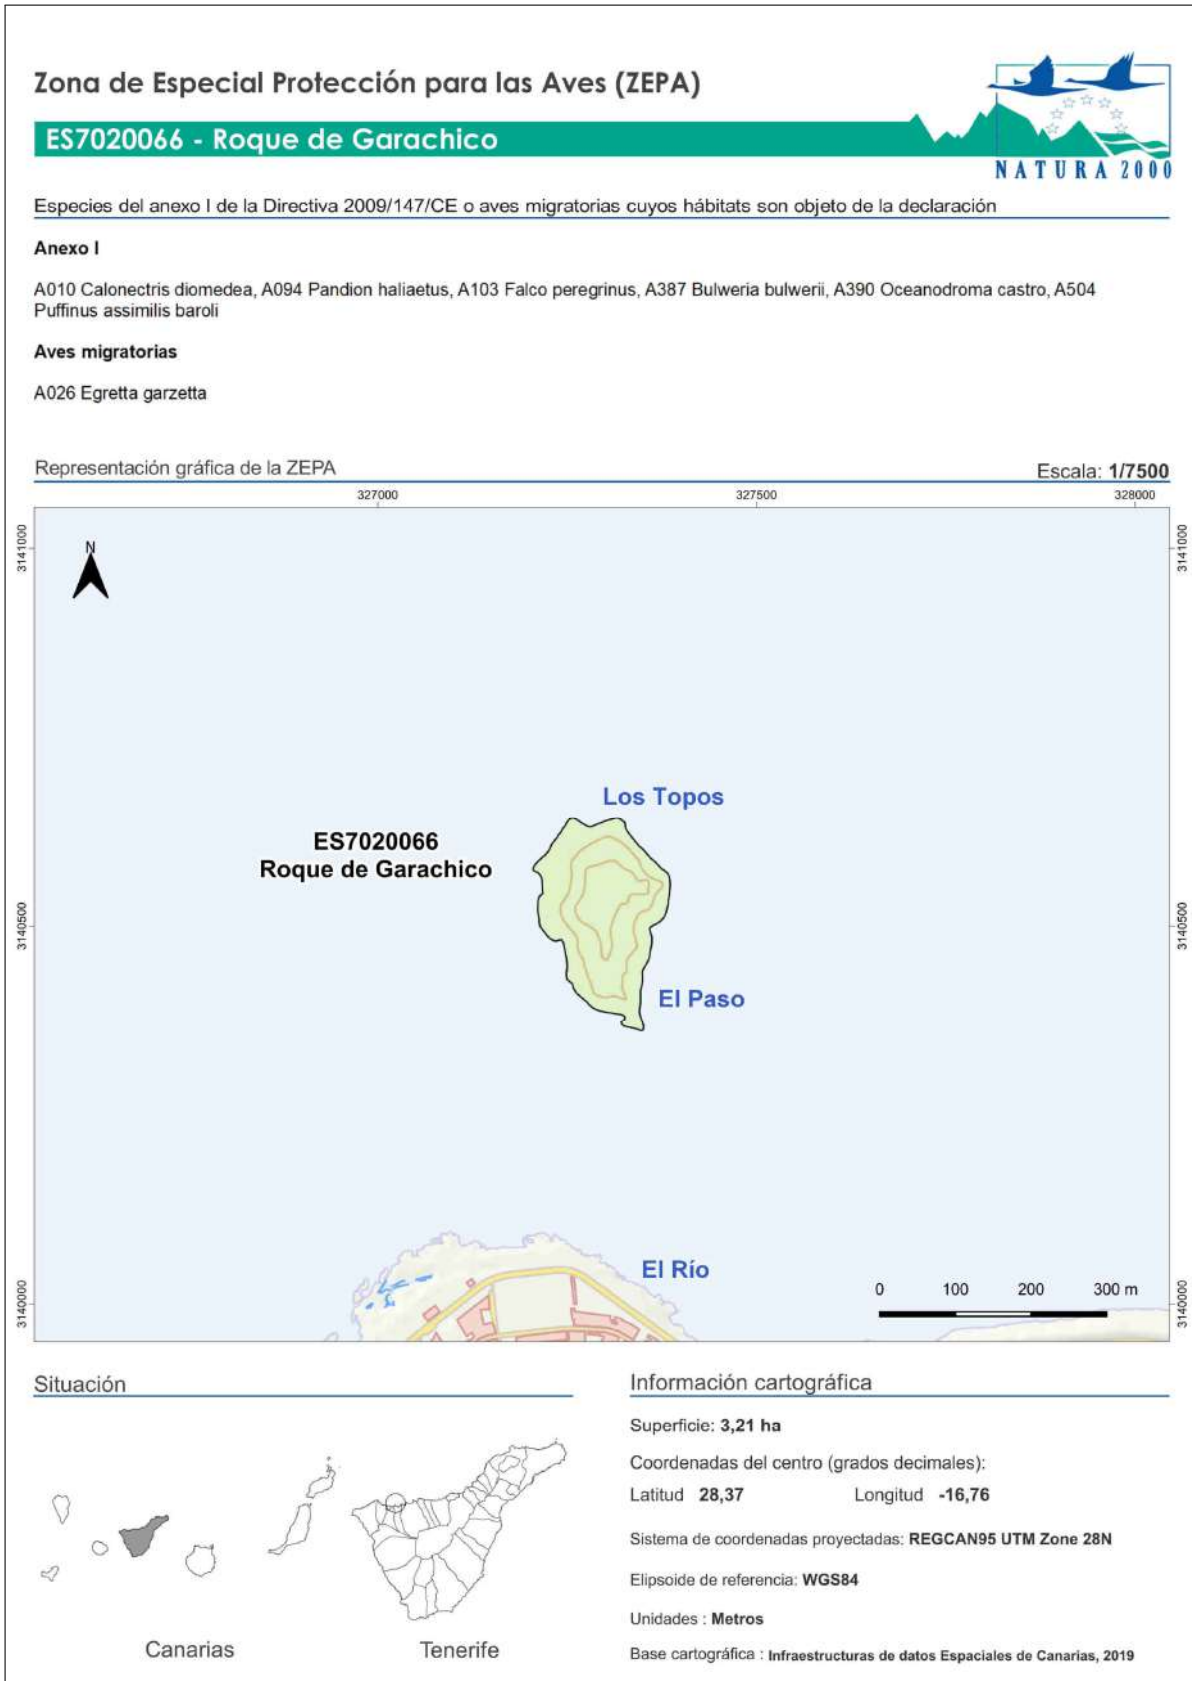 Zona de Especial Protección para las Aves (ZEPA)
ES7020066 - Roque de Garachico
NATURA 2000
Especies del anexo I de la Directiva 2009/147/CE o aves migratorias cuyos hábitats son objeto de la declaración
Anexo I
A010 Calonectris diomedea, A094 Pandion haliaetus, A103 Falco peregrinus, A387 Bulweria bulwerii, A390 Oceanodroma castro, A504
Puffinus assimilis baroli
Aves migratorias
A026 Egretta garzetta
Representación gráfica de la ZEPA
Escala: 1/7500
327000
327500
328000
3141000
3141000
N
Los Topos
ES7020066
Roque de Garachico
3140500
3140500
El Paso
El Río
0 100 200 300 m
3140000
3140000
Situación
Canarias
Tenerife
Información cartográfica
Superficie: 3,21 ha
Coordenadas del centro (grados decimales):
Latitud 28,37 Longitud -16,76
Sistema de coordenadas proyectadas: REGCAN95 UTM Zone 28N
Elipsoide de referencia: WGS84
Unidades : Metros
Base cartográfica : Infraestructuras de datos Espaciales de Canarias, 2019